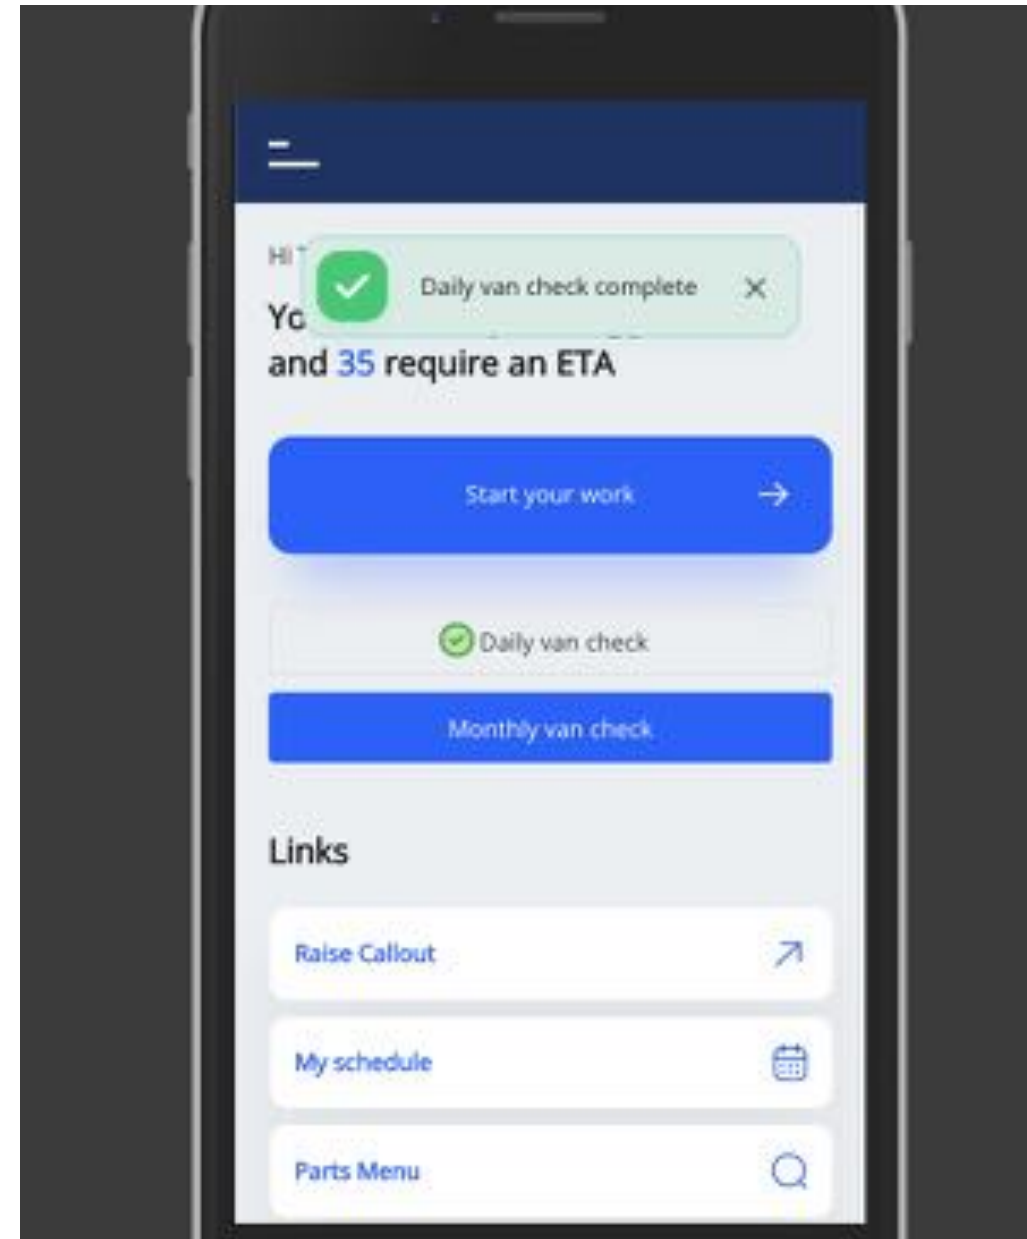 Hi
Daily van check complete
and 35 require an ETA
Start your work
Daily van check
Monthly van check
Links
Raise Callout
My schedule
Parts Menu